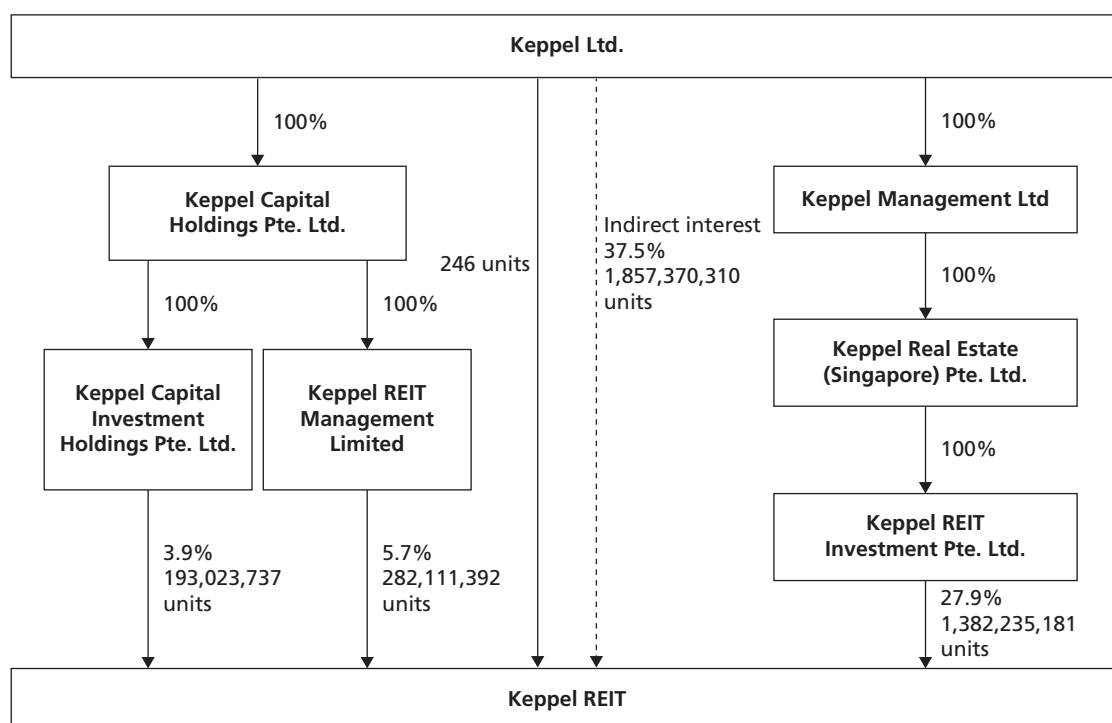 Keppel Ltd.
100%
100%
Keppel Capital
Holdings Pte. Ltd.
Keppel Management Ltd
246 units
Indirect interest
37.5%
1,857,370,310
units
100%
100%
100%
Keppel Capital
Investment
Holdings Pte. Ltd.
Keppel REIT
Management
Limited
Keppel Real Estate
(Singapore) Pte. Ltd.
100%
Keppel REIT
Investment Pte. Ltd.
3.9%
193,023,737
units
5.7%
282,111,392
units
27.9%
1,382,235,181
units
Keppel REIT